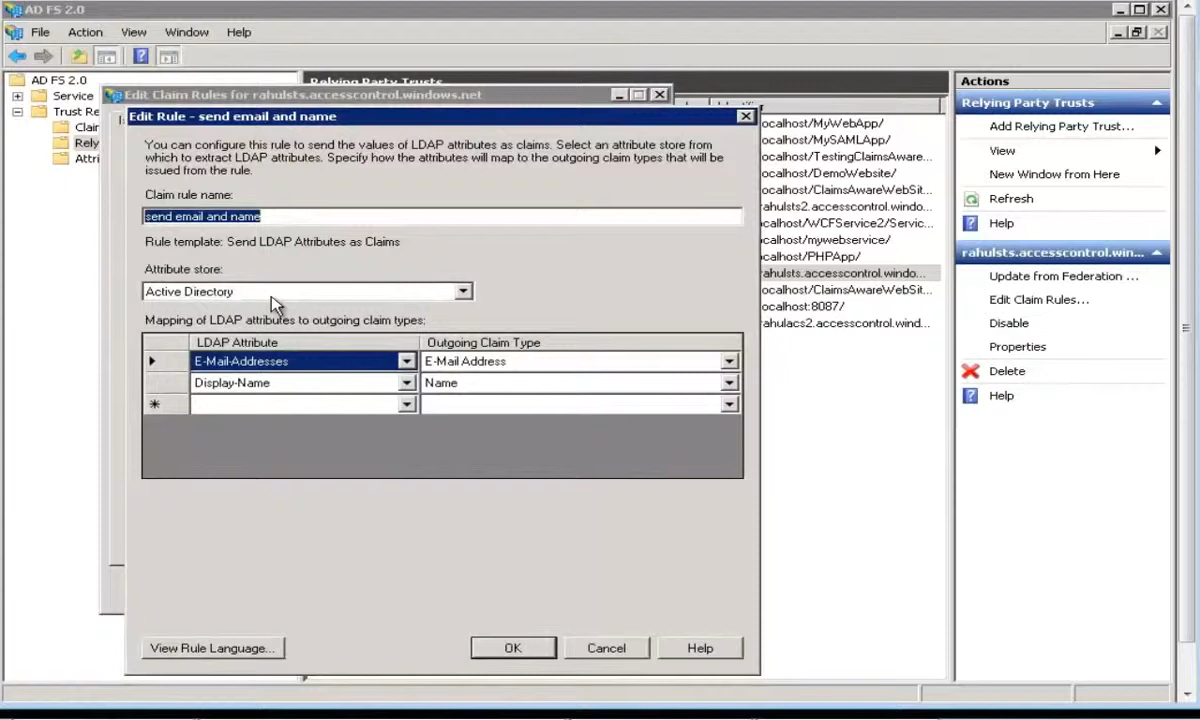 AD FS 2.0
File Action View Window Help
AD FS 2.0
Service
Trust Re
Clair
Rely
Attri
Relying Party Trusts
Edit Claim Rules for rahulsts.accesscontrol.windows.net
Edit Rule - send email and name
You can configure this rule to send the values of LDAP attributes as claims. Select an attribute store from
which to extract LDAP attributes. Specify how the attributes will map to the outgoing claim types that will be
issued from the rule.
Claim rule name:
send email and name
Rule template: Send LDAP Attributes as Claims
Attribute store:
Active Directory
Mapping of LDAP attributes to outgoing claim types:
LDAP Attribute Outgoing Claim Type
E-Mail-Addresses E-Mail Address
Display-Name Name
View Rule Language... OK Cancel Help
ocalhost/MyWebApp/
ocalhost/MySAMLApp/
ocalhost/TestingClaimsAware...
ocalhost/DemoWebsite/
ocalhost/ClaimsAwareWebSit...
rahulsts2.accesscontrol.windo...
ocalhost/WCFService2/Servic...
ocalhost/mywebservice/
ocalhost/PHPApp/
rahulsts.accesscontrol.windo...
ocalhost/ClaimsAwareWebSit...
ocalhost:8087/
rahulacs2.accesscontrol.wind...
Actions
Relying Party Trusts
Add Relying Party Trust...
View
New Window from Here
Refresh
Help
rahulsts.accesscontrol.win...
Update from Federation ...
Edit Claim Rules...
Disable
Properties
Delete
Help